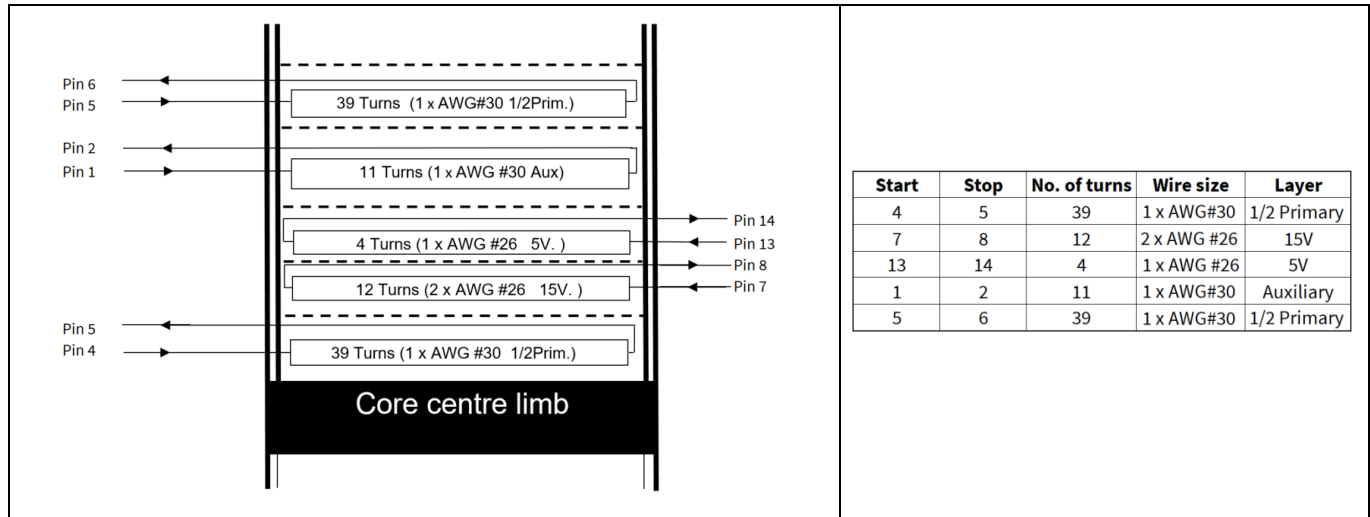 Pin 6
Pin 5
39 Turns (1 x AWG#30 1/2Prim.)
Pin 2
Pin 1
11 Turns (1 x AWG #30 Aux)
Pin 14
4 Turns (1 x AWG #26 5V. )
Pin 13
Pin 8
12 Turns (2 x AWG #26 15V. )
Pin 7
Pin 5
Pin 4
39 Turns (1 x AWG #30 1/2Prim.)
Core centre limb
Start Stop No. of turns Wire size Layer
4 5 39 1 x AWG#30 1/2 Primary
7 8 12 2 x AWG #26 15V
13 14 4 1 x AWG #26 5V
1 2 11 1 x AWG#30 Auxiliary
5 6 39 1 x AWG#30 1/2 Primary